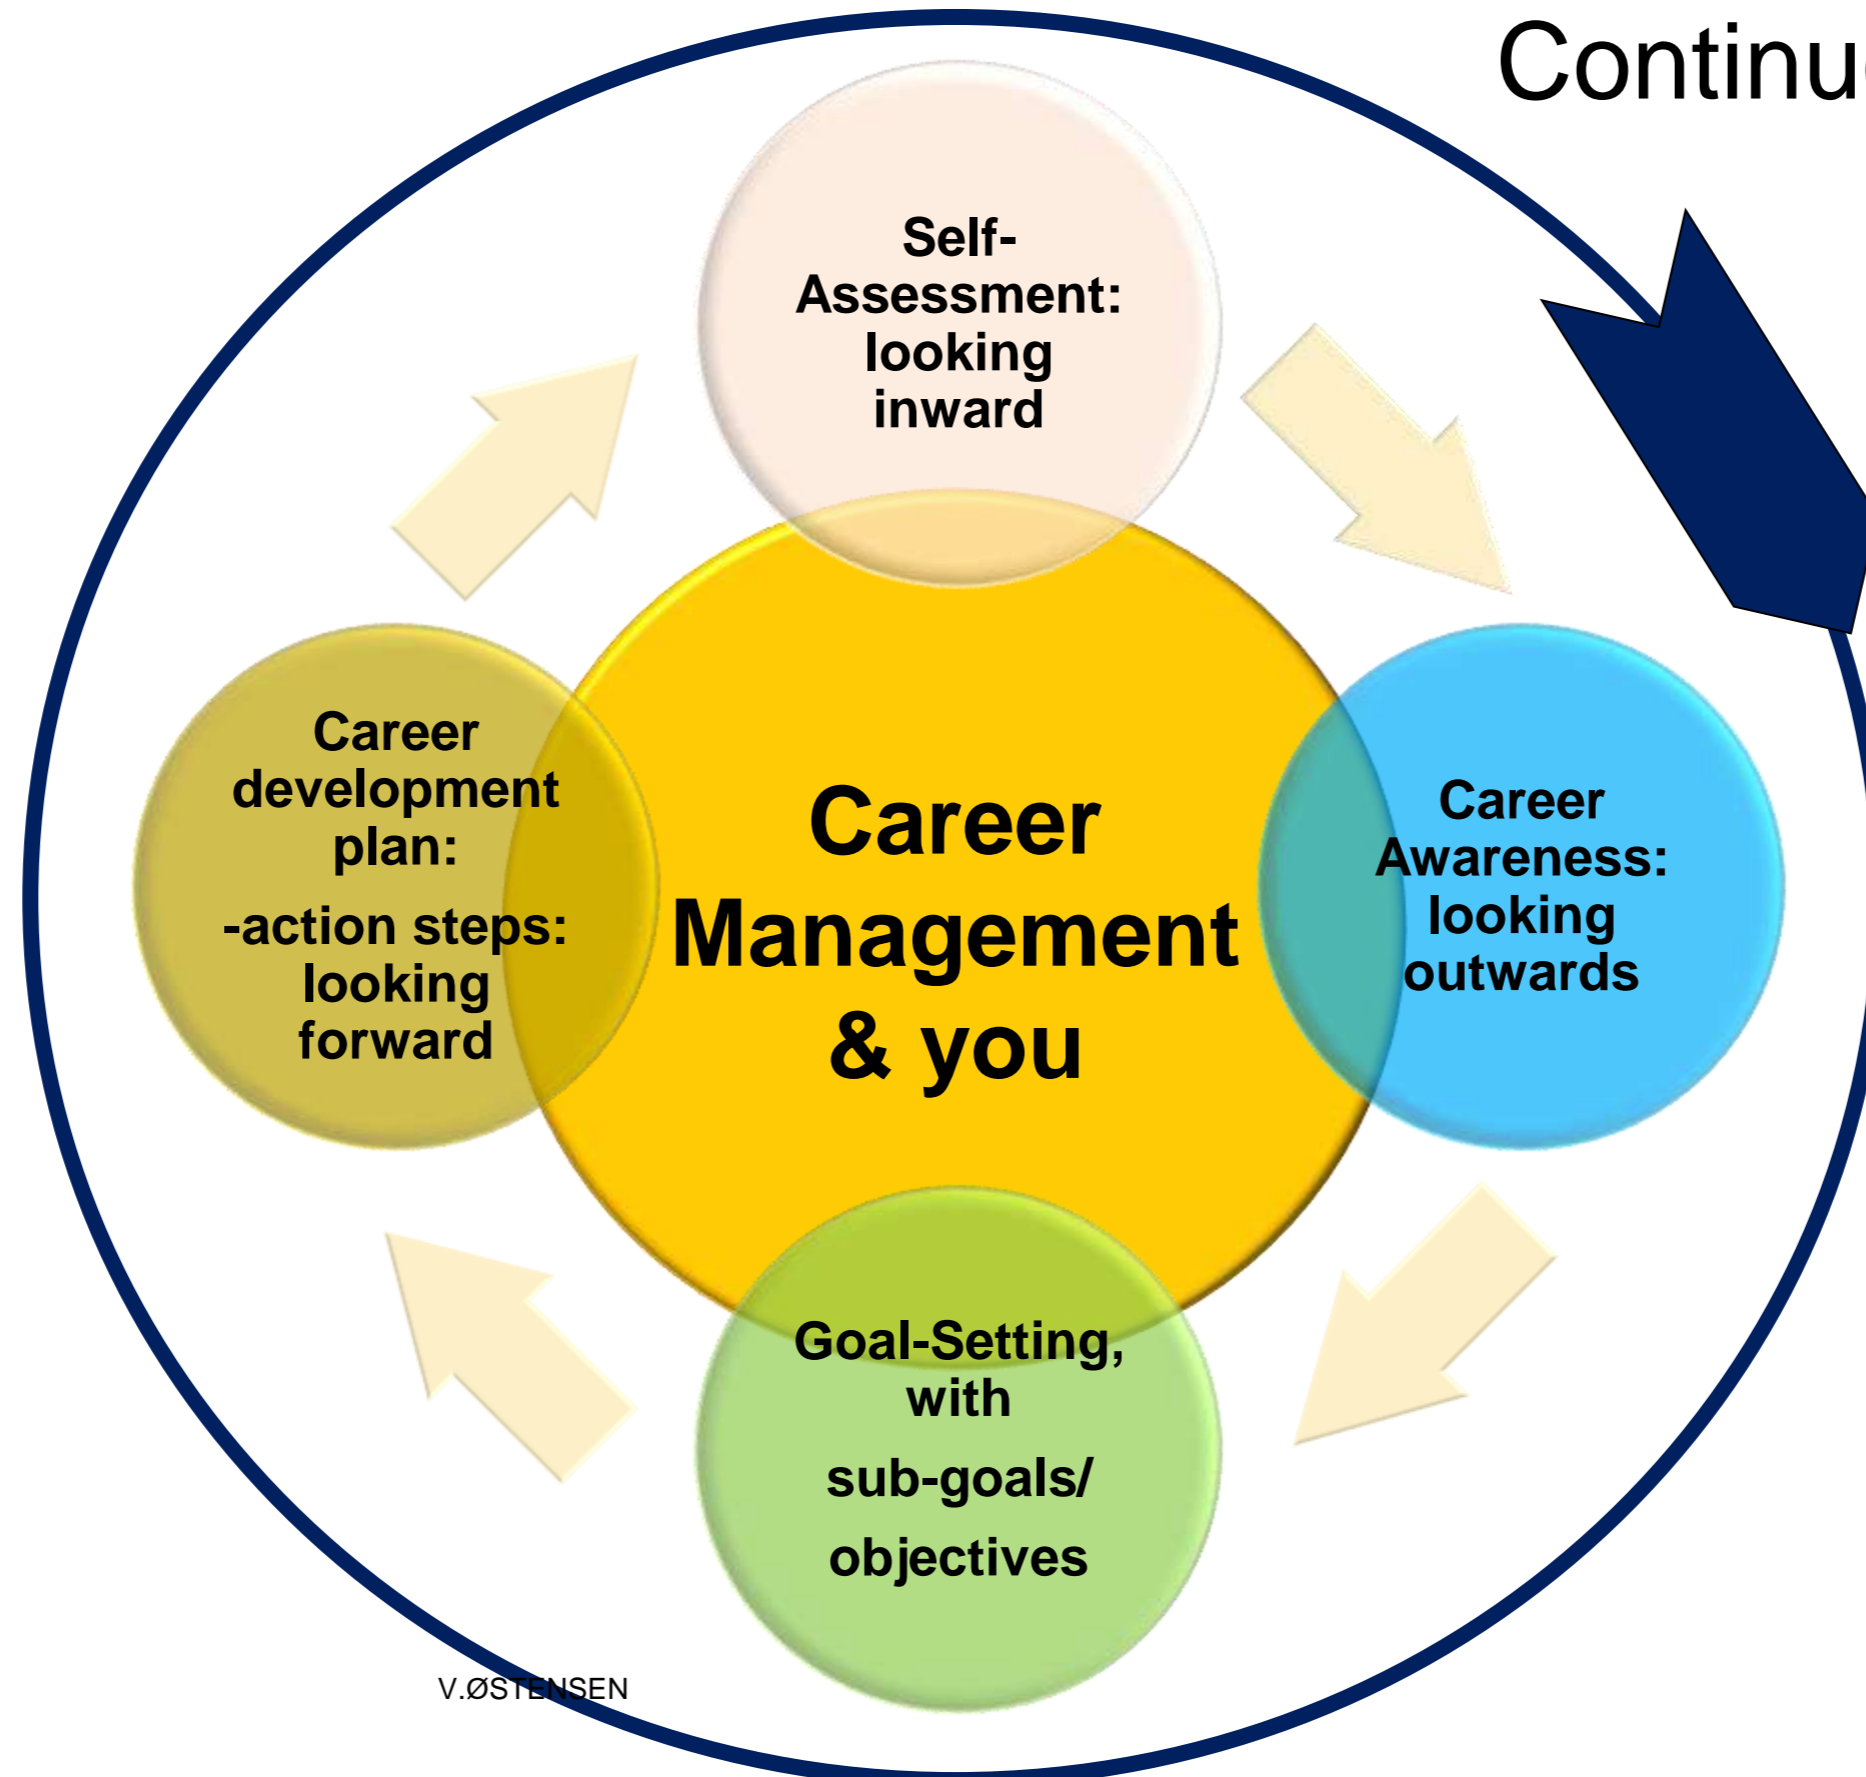 Self-
Assessment:
looking
inward
Career
Awareness:
looking
outwards
Goal-Setting,
with
sub-goals/
objectives
Career
development
plan:
-action steps:
looking
forward
Career
Management
& you
V.ØSTENSEN